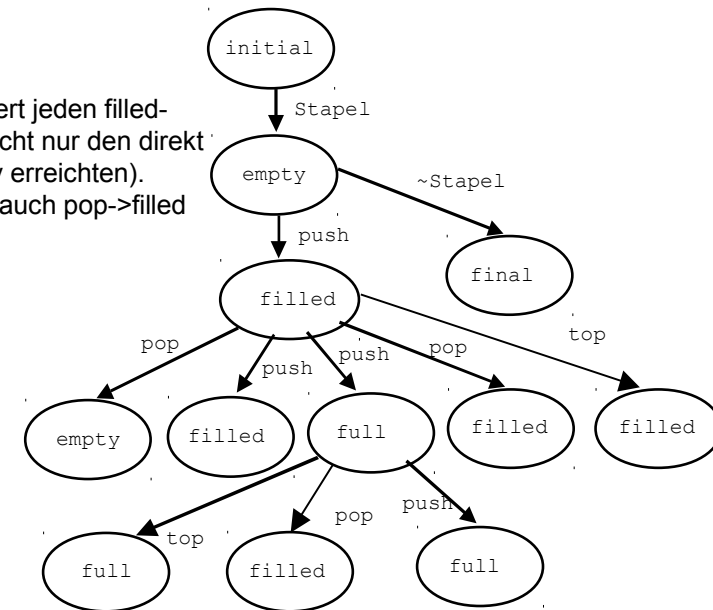 initial
Stapel
ert jeden filled-
cht nur den direkt
erreichten).
auch pop->filled
empty
~Stapel
push
final
filled
pop
push
push
pop
top
empty
filled
full
filled
filled
top
pop
push
full
filled
full